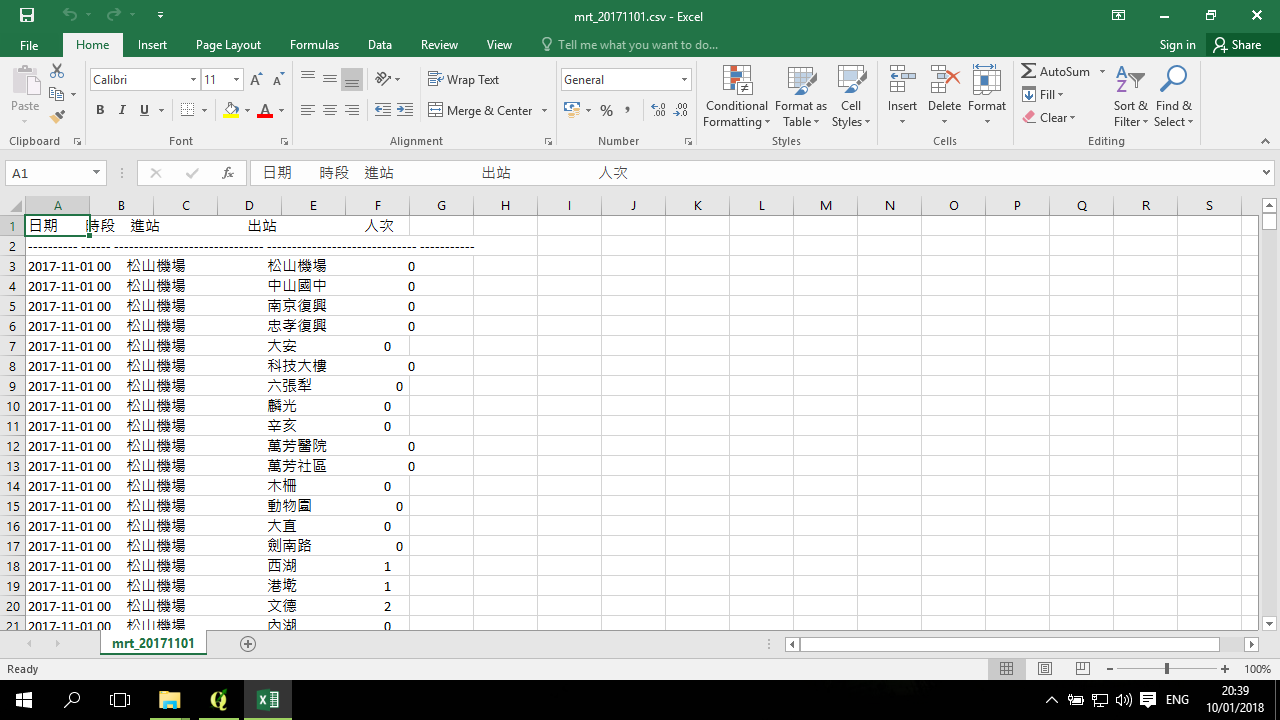 mrt_20171101.csv - Excel
File Home Insert Page Layout Formulas Data Review View Tell me what you want to do... Sign in Share
Paste
Calibri 11
Wrap Text
General
Conditional Formatting
Format as Table
Cell Styles
Insert Delete Format
AutoSum
Fill
Clear
Sort & Filter
Find & Select
B I U
Merge & Center
Clipboard Font Alignment Number Styles Cells Editing
A1 fx 日期 時段 進站 出站 人次
A B C D E F G H I J K L M N O P Q R S
1 日期 時段 進站 出站 人次
2 ---------- ------ ------------------------------ ------------------------------ -----------
3 2017-11-01 00 松山機場 松山機場 0
4 2017-11-01 00 松山機場 中山國中 0
5 2017-11-01 00 松山機場 南京復興 0
6 2017-11-01 00 松山機場 忠孝復興 0
7 2017-11-01 00 松山機場 大安 0
8 2017-11-01 00 松山機場 科技大樓 0
9 2017-11-01 00 松山機場 六張犁 0
10 2017-11-01 00 松山機場 麟光 0
11 2017-11-01 00 松山機場 辛亥 0
12 2017-11-01 00 松山機場 萬芳醫院 0
13 2017-11-01 00 松山機場 萬芳社區 0
14 2017-11-01 00 松山機場 木柵 0
15 2017-11-01 00 松山機場 動物園 0
16 2017-11-01 00 松山機場 大直 0
17 2017-11-01 00 松山機場 劍南路 0
18 2017-11-01 00 松山機場 西湖 1
19 2017-11-01 00 松山機場 港墘 1
20 2017-11-01 00 松山機場 文德 2
21 2017-11-01 00 松山機場 內湖 0
mrt_20171101
Ready 100%
ENG 20:39
10/01/2018